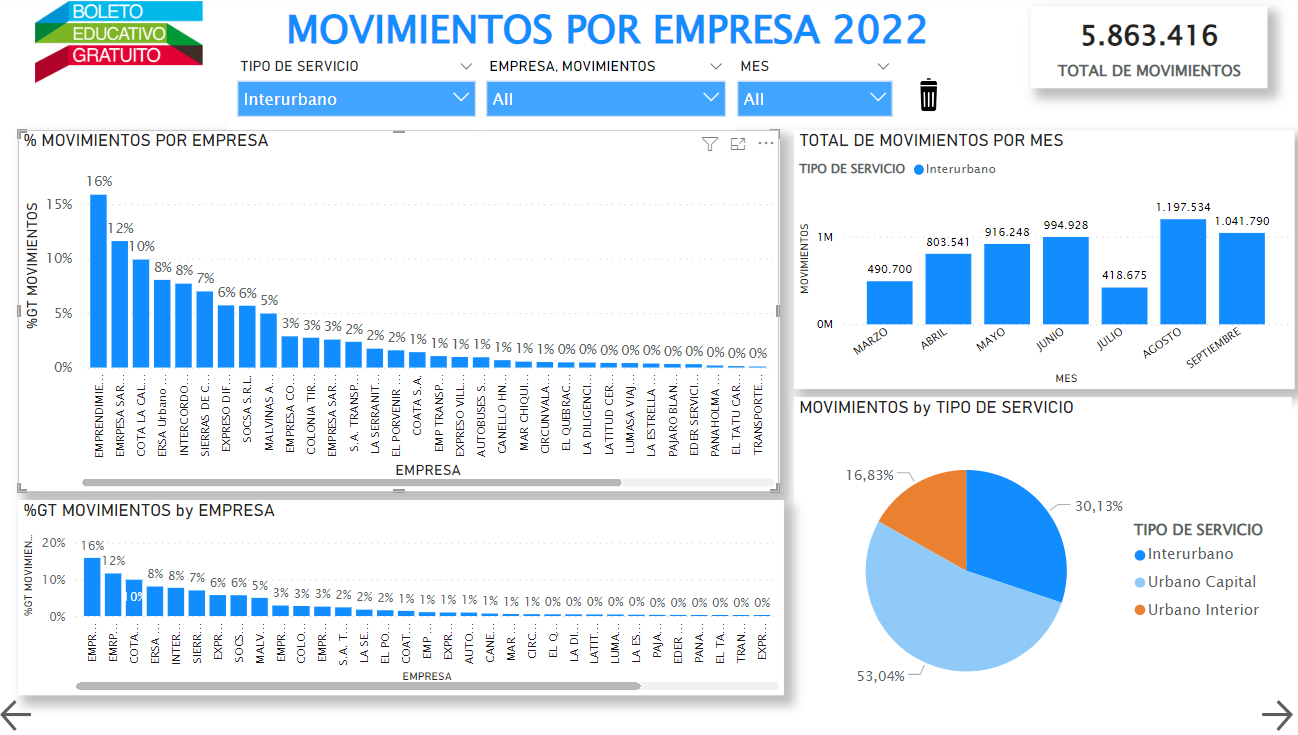 BOLETO
EDUCATIVO
GRATUITO
MOVIMIENTOS POR EMPRESA 2022
5.863.416
TOTAL DE MOVIMIENTOS
TIPO DE SERVICIO
Interurbano
EMPRESA, MOVIMIENTOS
All
MES
All
% MOVIMIENTOS POR EMPRESA
%GT MOVIMIENTOS
15%
10%
5%
0%
16%
12%
10%
8%
8%
7%
6%
6%
5%
3%
3%
3%
2%
2%
2%
1%
1%
1%
1%
1%
1%
1%
0%
0%
0%
0%
0%
0%
0%
0%
0%
0%
EMPRENDIMIE...
EMRPESA SAR...
COTA LA CAL...
ERSA Urbano ...
INTERCORDO...
SIERRAS DE C...
EXPRESO DIF...
SOCSA S.R.L.
MALVINAS A...
EMPRESA CO...
COLONIA TIR...
EMPRESA SAR...
S.A. TRANSP...
LA SERRANIT...
EL PORVENIR ...
COATA S.A.
EMP TRANSP...
EXPRESO VILL...
AUTOBUSES S...
CANELLO HN...
MAR CHIQUI...
CIRCUNVALA...
EL QUEBRAC...
LA DILIGENCI...
LATITUD CER...
LUMASA VIAJ...
LA ESTRELLA ...
PAJARO BLAN...
EDER SERVICI...
PANAHOLMA ...
EL TATU CAR...
TRANSPORTE...
EMPRESA
TOTAL DE MOVIMIENTOS POR MES
TIPO DE SERVICIO
Interurbano
MOVIMIENTOS
1M
0M
490.700
803.541
916.248
994.928
418.675
1.197.534
1.041.790
MARZO
ABRIL
MAYO
JUNIO
JULIO
AGOSTO
SEPTIEMBRE
MES
%GT MOVIMIENTOS by EMPRESA
%GT MOVIMIEN...
20%
10%
0%
16%
12%
10%
8%
8%
7%
6%
6%
5%
3%
3%
3%
2%
2%
2%
1%
1%
1%
1%
1%
1%
1%
0%
0%
0%
0%
0%
0%
0%
0%
0%
0%
0%
EMPR...
EMRP...
COTA...
ERSA ...
INTER...
SIERR...
EXPR...
SOCS...
MALV...
EMPR...
COLO...
EMPR...
S.A. T...
LA SE...
EL PO...
COAT...
EMP ...
EXPR...
AUTO...
CANE...
MAR ...
CIRC...
EL Q...
LA DI...
LATIT...
LUMA...
LA ES...
PAJA...
EDER...
PANA...
EL TA...
TRAN...
EXPR...
EMPRESA
MOVIMIENTOS by TIPO DE SERVICIO
16,83%
30,13%
53,04%
TIPO DE SERVICIO
Interurbano
Urbano Capital
Urbano Interior